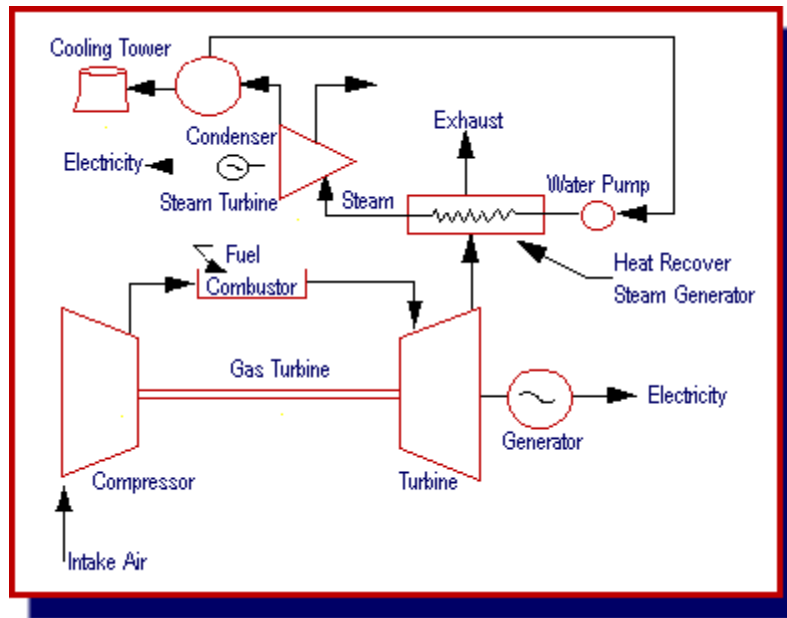 Cooling Tower
Condenser
Exhaust
Electricity
Water Pump
Steam Turbine
Steam
Fuel
Combustor
Heat Recover
Steam Generator
Gas Turbine
Electricity
Generator
Compressor
Turbine
Intake Air